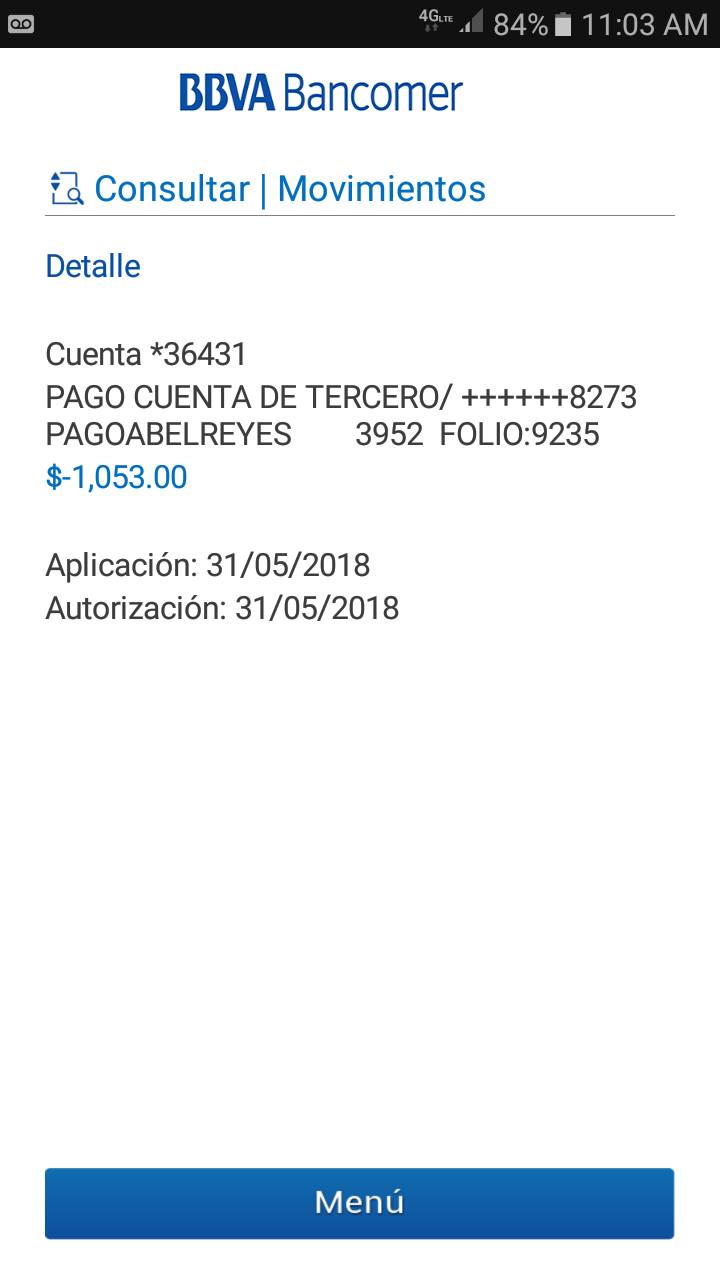 4G LTE 84% 11:03 AM
BBVA Bancomer
Consultar | Movimientos
Detalle
Cuenta *36431
PAGO CUENTA DE TERCERO/ ++++++8273
PAGOABELREYES 3952 FOLIO:9235
$-1,053.00
Aplicación: 31/05/2018
Autorización: 31/05/2018
Menú